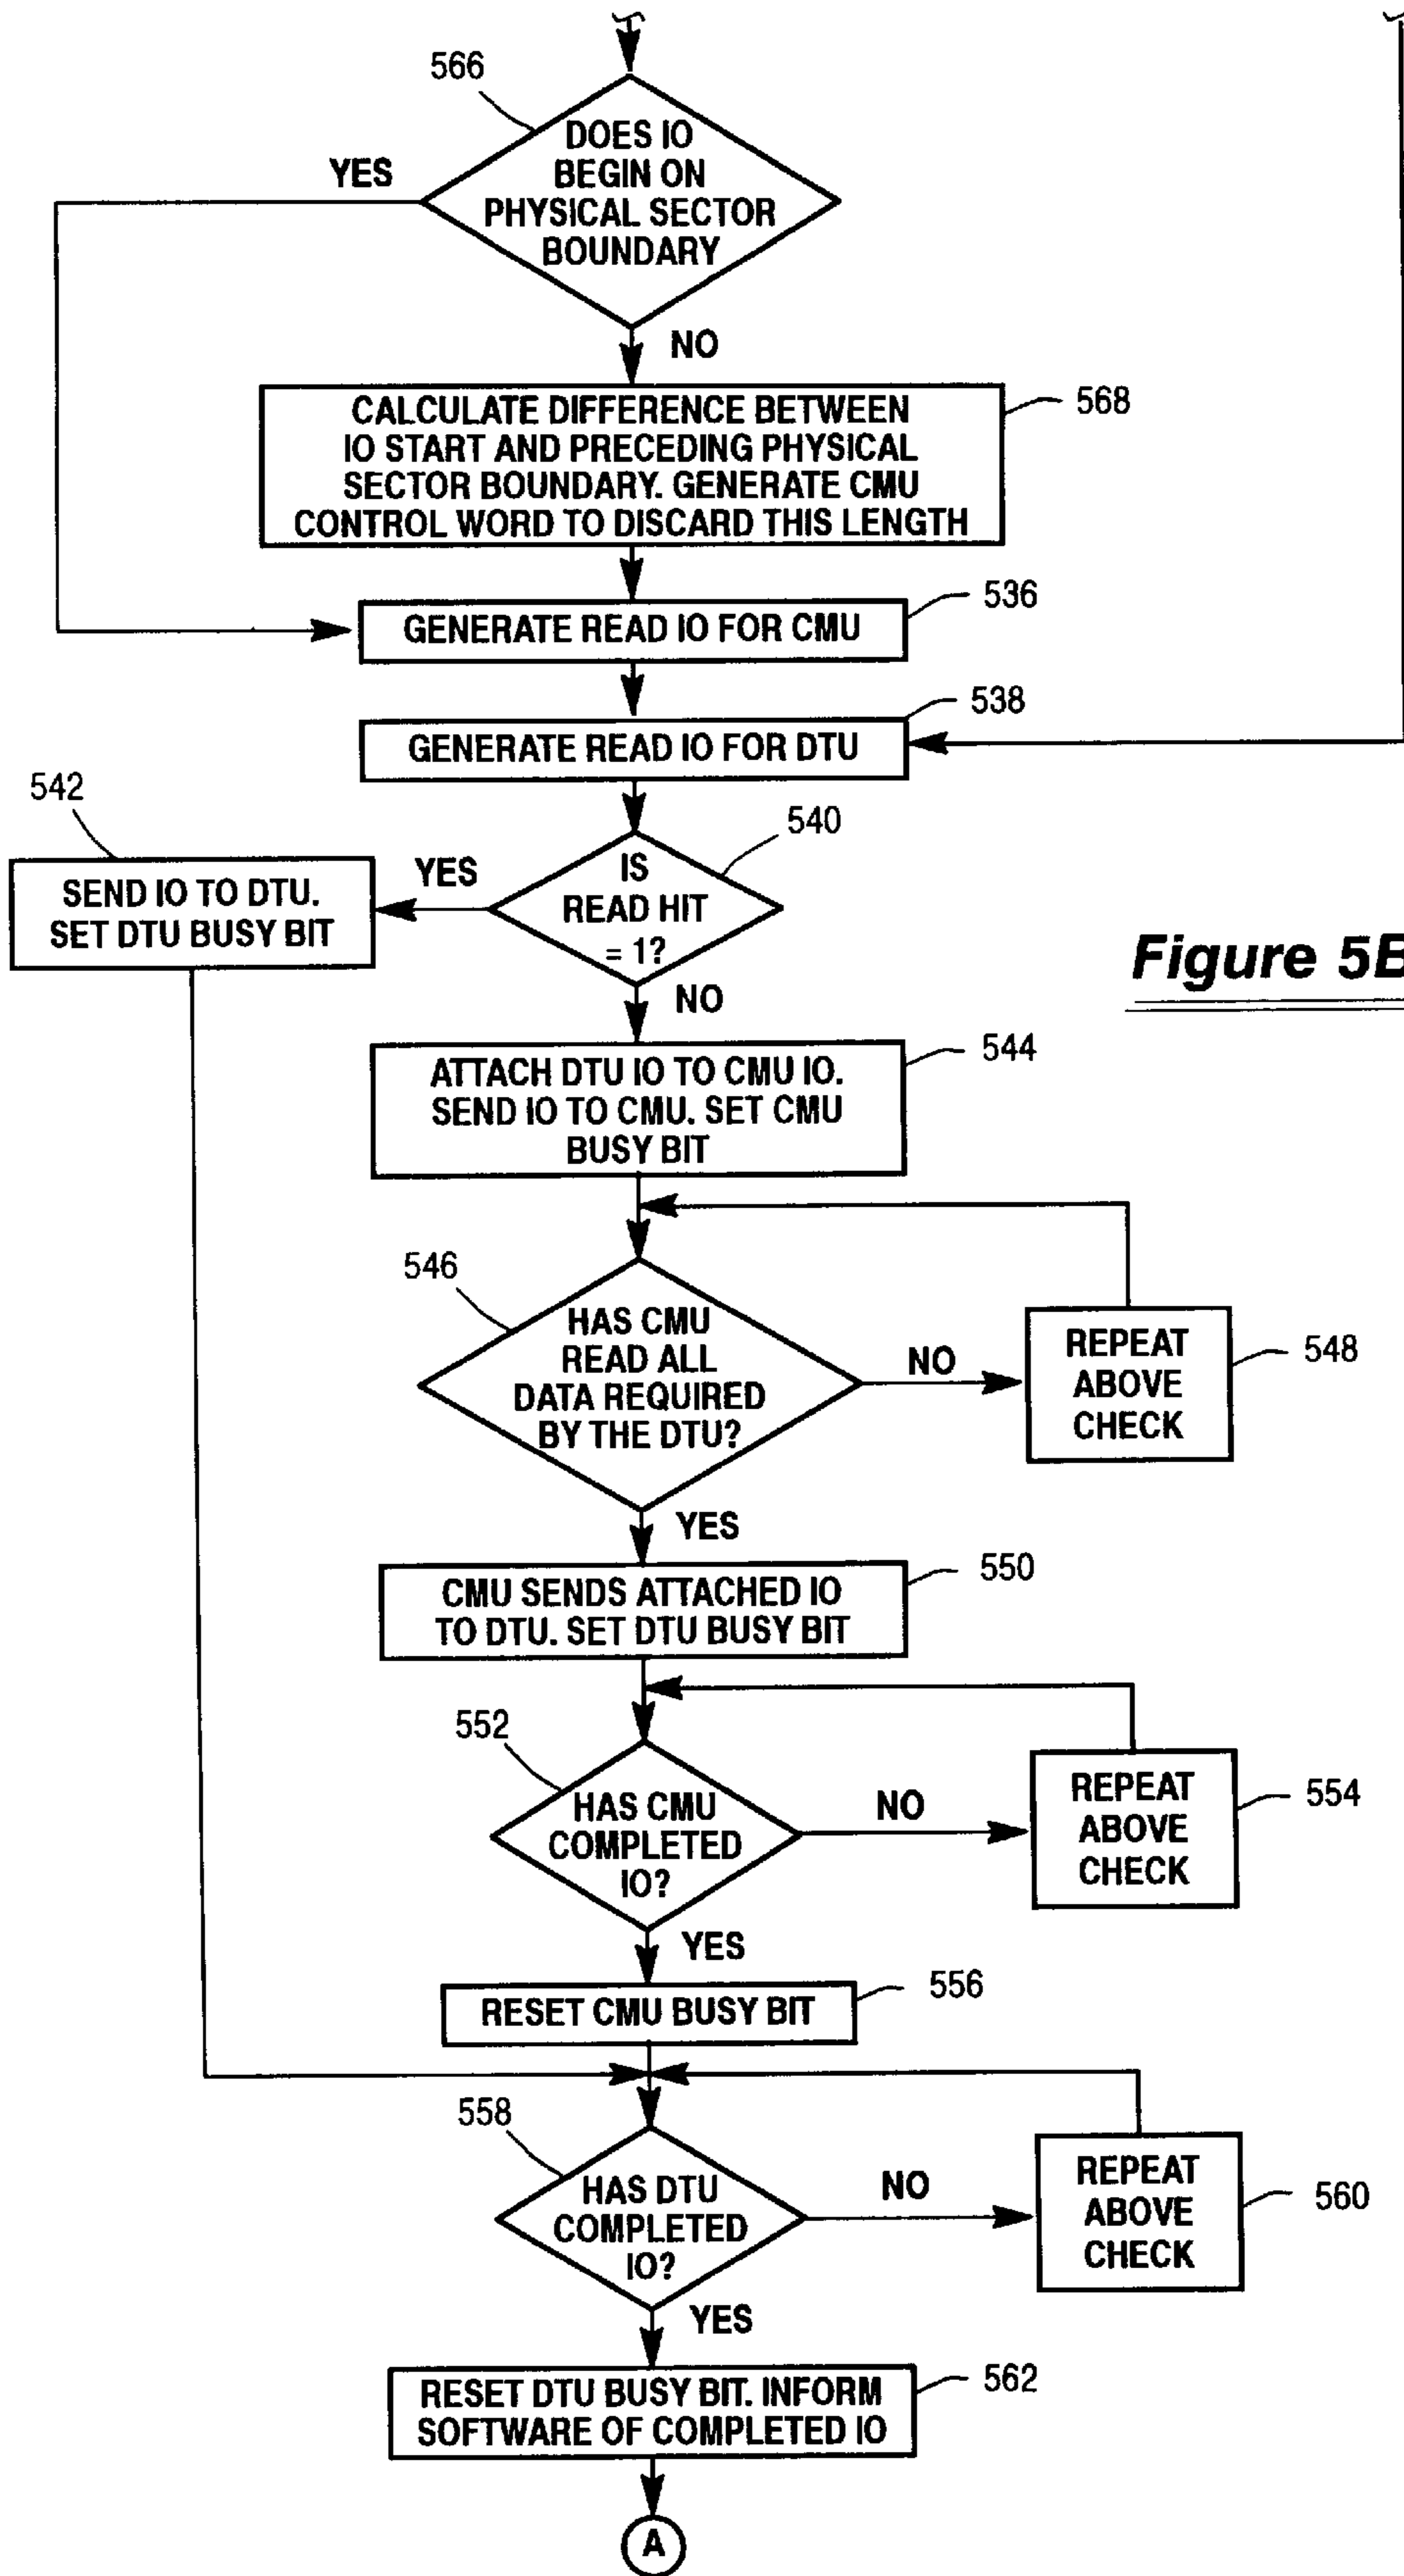 566
DOES IO
BEGIN ON
PHYSICAL SECTOR
BOUNDARY
YES
NO
CALCULATE DIFFERENCE BETWEEN
IO START AND PRECEDING PHYSICAL
SECTOR BOUNDARY. GENERATE CMU
CONTROL WORD TO DISCARD THIS LENGTH
568
GENERATE READ IO FOR CMU
536
GENERATE READ IO FOR DTU
538
542
SEND IO TO DTU.
SET DTU BUSY BIT
YES
IS
READ HIT
= 1?
540
NO
Figure 5B
ATTACH DTU IO TO CMU IO.
SEND IO TO CMU. SET CMU
BUSY BIT
544
546
HAS CMU
READ ALL
DATA REQUIRED
BY THE DTU?
NO
REPEAT
ABOVE
CHECK
548
YES
CMU SENDS ATTACHED IO
TO DTU. SET DTU BUSY BIT
550
552
HAS CMU
COMPLETED
IO?
NO
REPEAT
ABOVE
CHECK
554
YES
RESET CMU BUSY BIT
556
558
HAS DTU
COMPLETED
IO?
NO
REPEAT
ABOVE
CHECK
560
YES
RESET DTU BUSY BIT. INFORM
SOFTWARE OF COMPLETED IO
562
A